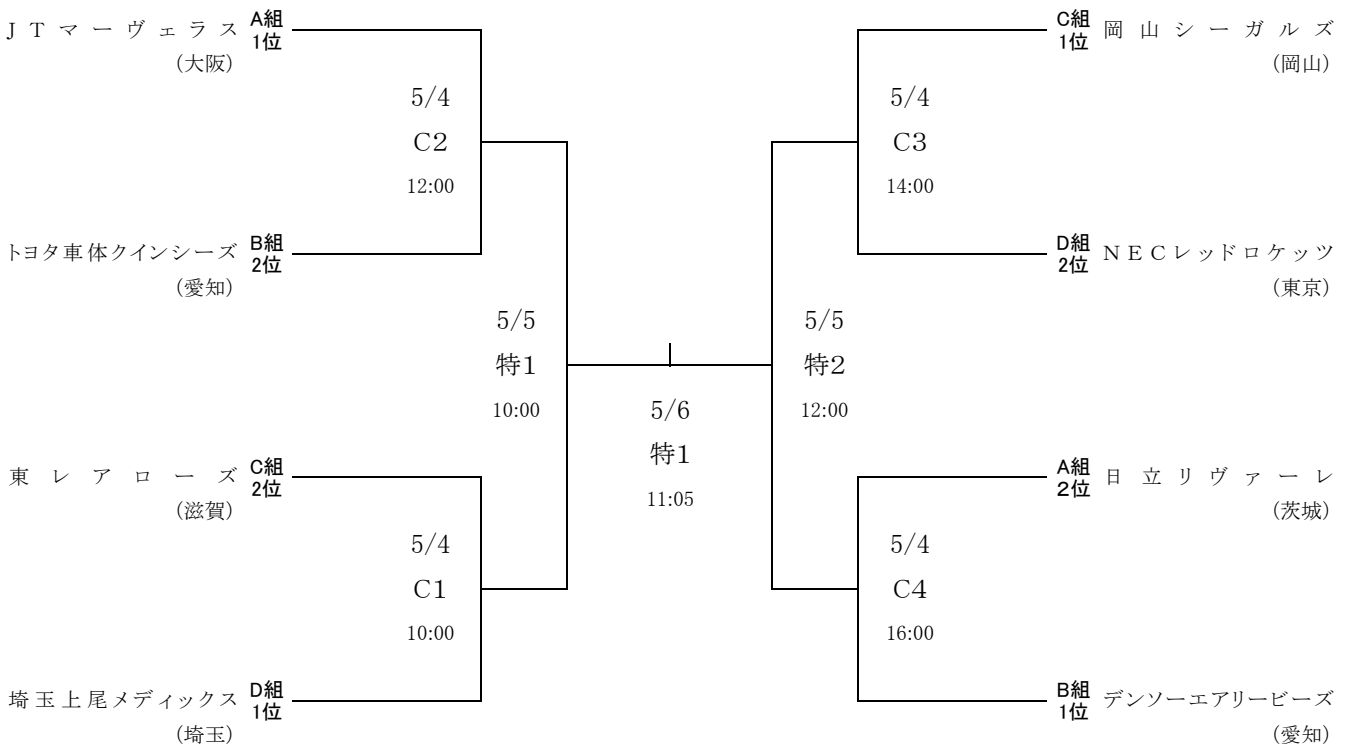 JTマーヴェラス A組 1位
(大阪)
5/4
C2
12:00
トヨタ車体クインシーズ B組 2位
(愛知)
5/5
特1
10:00
東レアローズ C組 2位
(滋賀)
5/4
C1
10:00
埼玉上尾メディックス D組 1位
(埼玉)
5/6
特1
11:05
C組 1位 岡山シーガルズ
(岡山)
5/4
C3
14:00
D組 2位 NECレッドロケッツ
(東京)
5/5
特2
12:00
A組 2位 日立リヴァーレ
(茨城)
5/4
C4
16:00
B組 1位 デンソーエアリービーズ
(愛知)